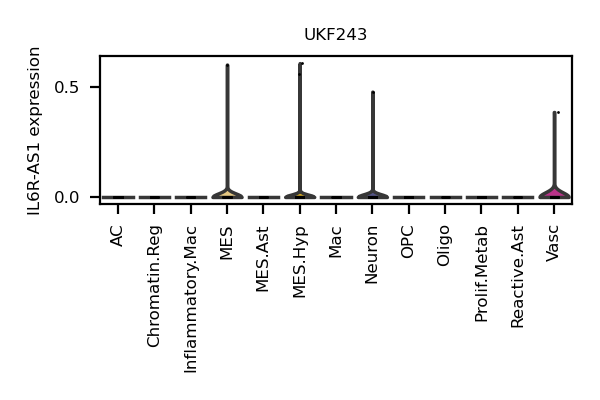 UKF243
IL6R-AS1 expression
0.5
0.0
AC
Chromatin.Reg
Inflammatory.Mac
MES
MES.Ast
MES.Hyp
Mac
Neuron
OPC
Oligo
Prolif.Metab
Reactive.Ast
Vasc